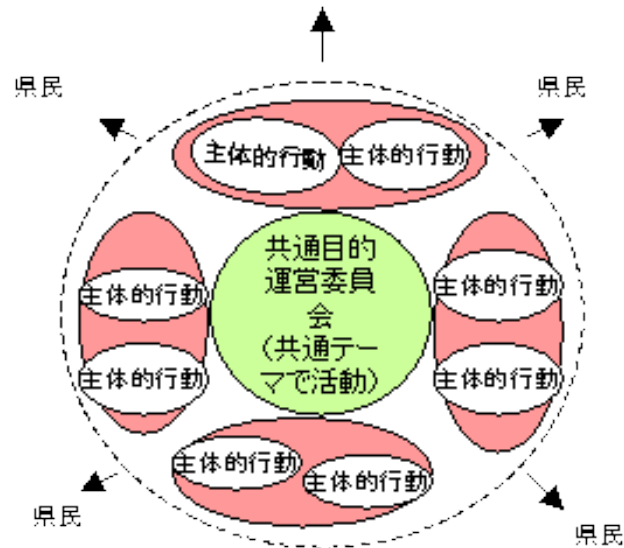 県民
県民
主体的行動
主体的行動
共通目的
運営委員
会
(共通テー
マで活動)
主体的行動
主体的行動
主体的行動
主体的行動
主体的行動
主体的行動
県民
県民